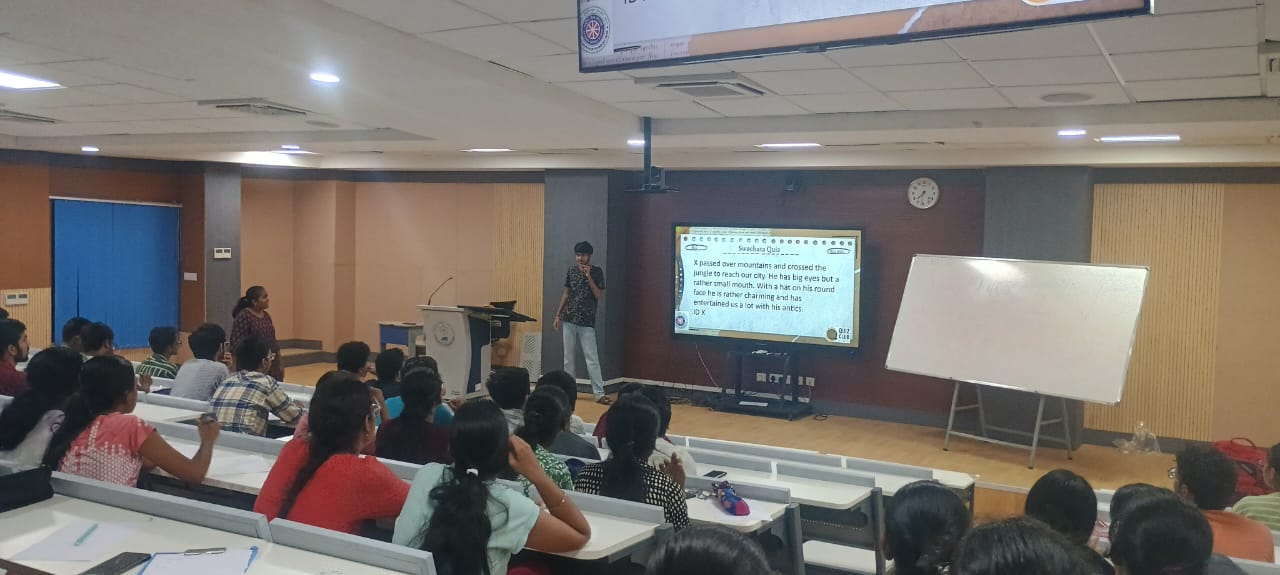 Swachata Quiz
X passed over mountains and crossed the
jungle to reach our city. He has big eyes but a
rather small mouth. With a hat on his round
face he is rather charming and has
entertained us a lot with his antics.
ID X
QUIZ
CLUB